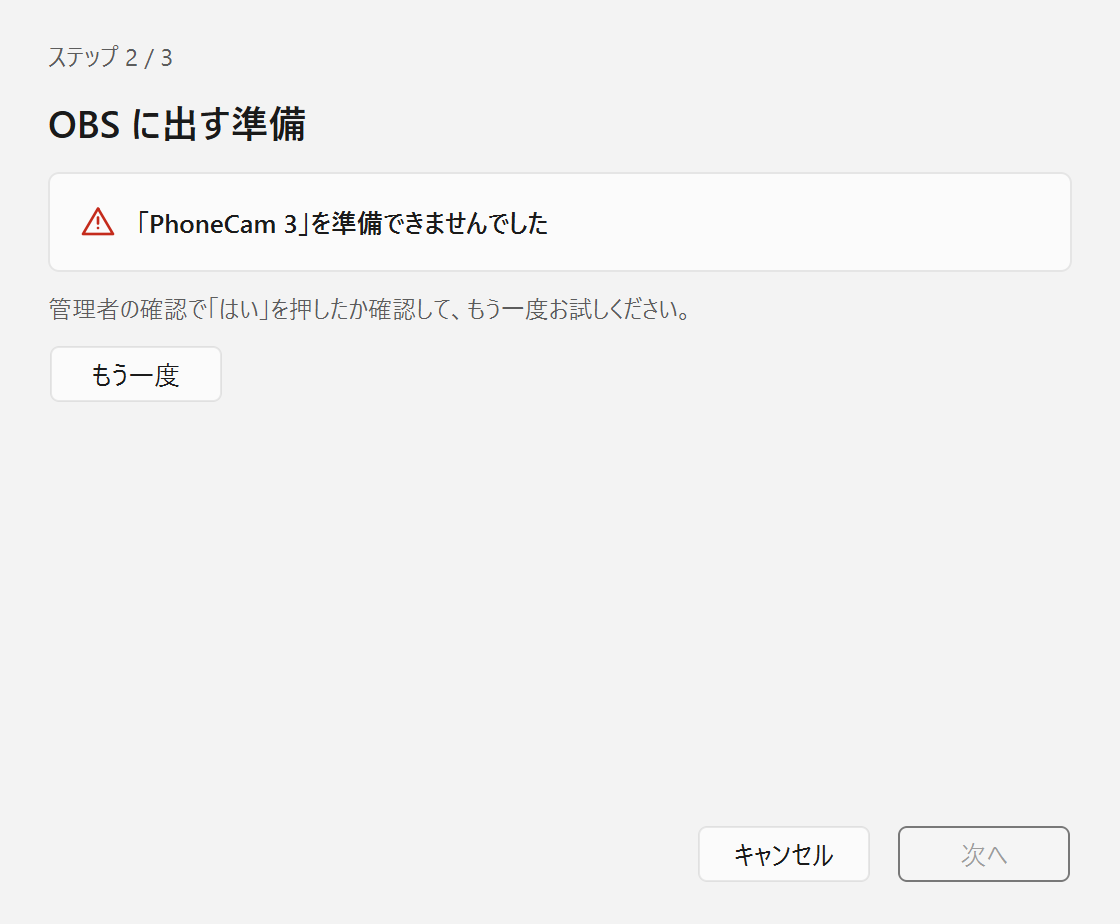 ステップ 2 / 3
OBS に出す準備
「PhoneCam 3」を準備できませんでした
管理者の確認で「はい」を押したか確認して、もう一度お試しください。
もう一度
キャンセル
次へ